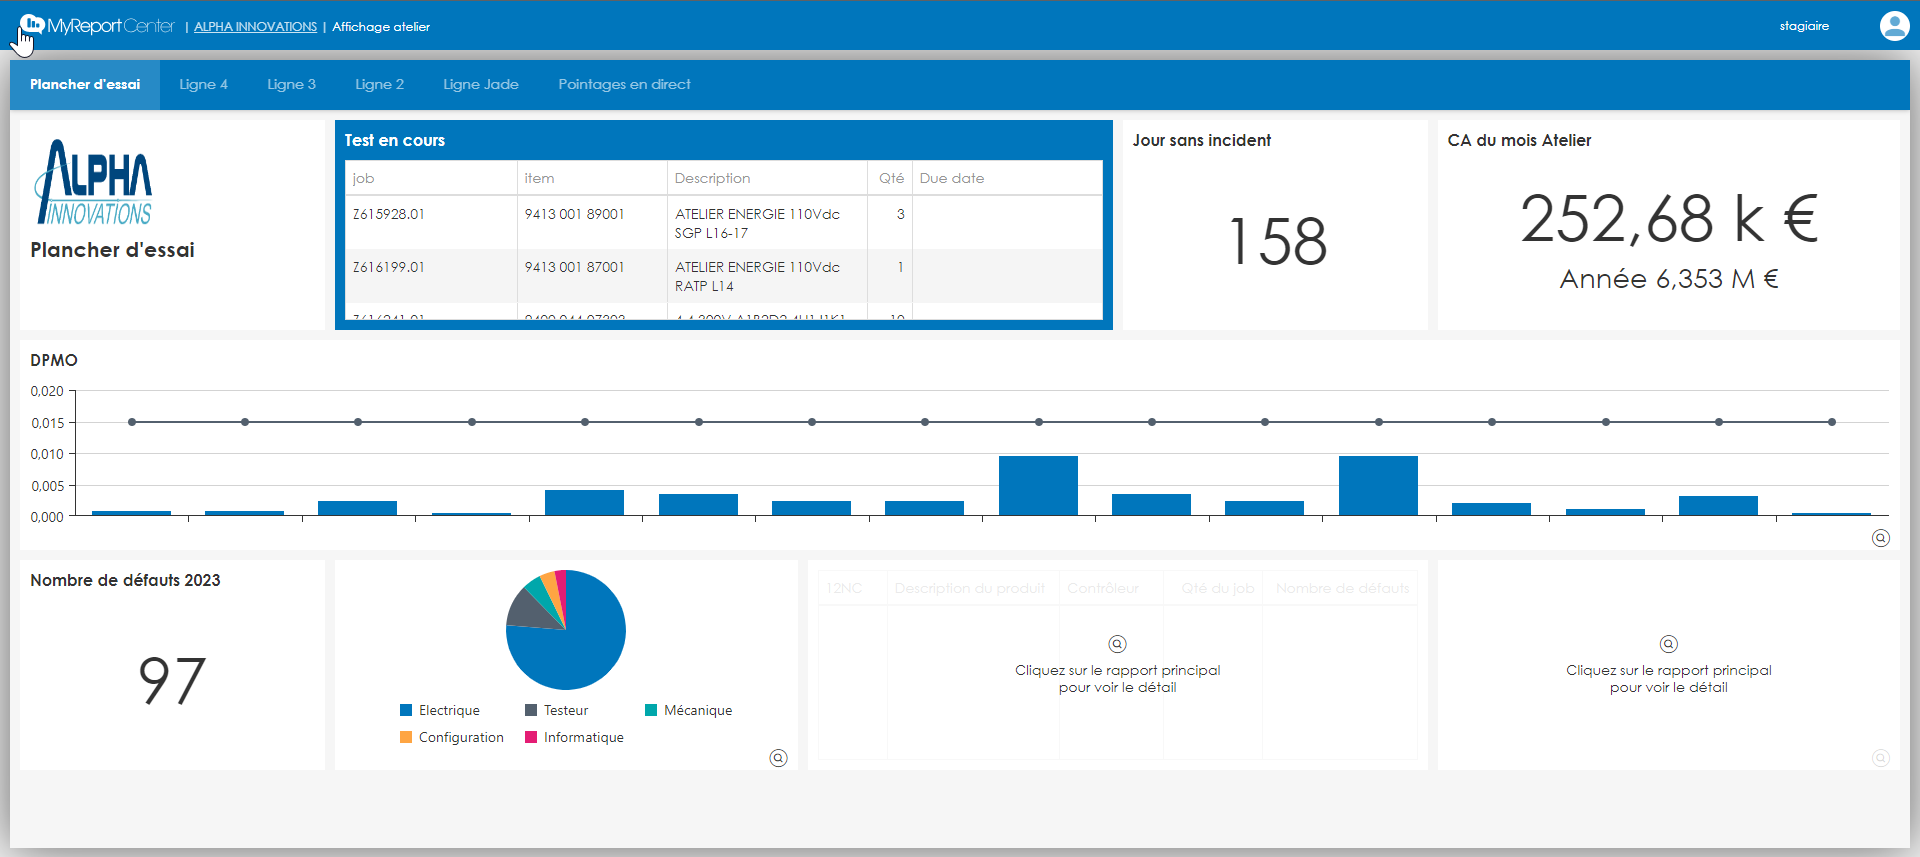 MyReportCenter | ALPHA INNOVATIONS | Affichage atelier
stagiaire
Plancher d'essai Ligne 4 Ligne 3 Ligne 2 Ligne Jade Pointages en direct
ALPHA
INNOVATIONS
Plancher d'essai
Test en cours
job item Description Qté Due date
Z615928.01 9413 001 89001 ATELIER ENERGIE 110Vdc 3
SGP L16-17
Z616199.01 9413 001 87001 ATELIER ENERGIE 110Vdc 1
RATP L14
Jour sans incident
158
CA du mois Atelier
252,68 k €
Année 6,353 M €
DPMO
0,020
0,015
0,010
0,005
0,000
Nombre de défauts 2023
97
Electrique Testeur Mécanique
Configuration Informatique
12NC Description du produit Contrôleur Qté du job Nombre de défauts
Cliquez sur le rapport principal
pour voir le détail
Cliquez sur le rapport principal
pour voir le détail